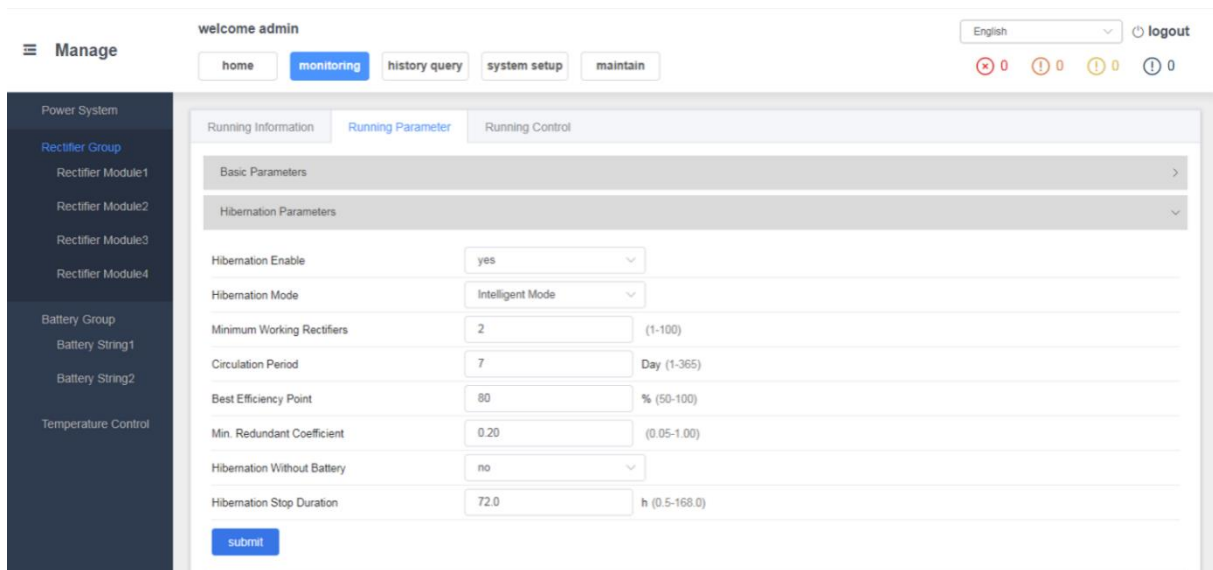 welcome admin
English
logout
Manage
home monitoring history query system setup maintain
0 0 0 0
Power System
Rectifier Group
Rectifier Module1
Rectifier Module2
Rectifier Module3
Rectifier Module4
Battery Group
Battery String1
Battery String2
Temperature Control
Running Information Running Parameter Running Control
Basic Parameters
Hibernation Parameters
Hibernation Enable yes
Hibernation Mode Intelligent Mode
Minimum Working Rectifiers 2 (1-100)
Circulation Period 7 Day (1-365)
Best Efficiency Point 80 % (50-100)
Min. Redundant Coefficient 0.20 (0.05-1.00)
Hibernation Without Battery no
Hibernation Stop Duration 72.0 h (0.5-168.0)
submit